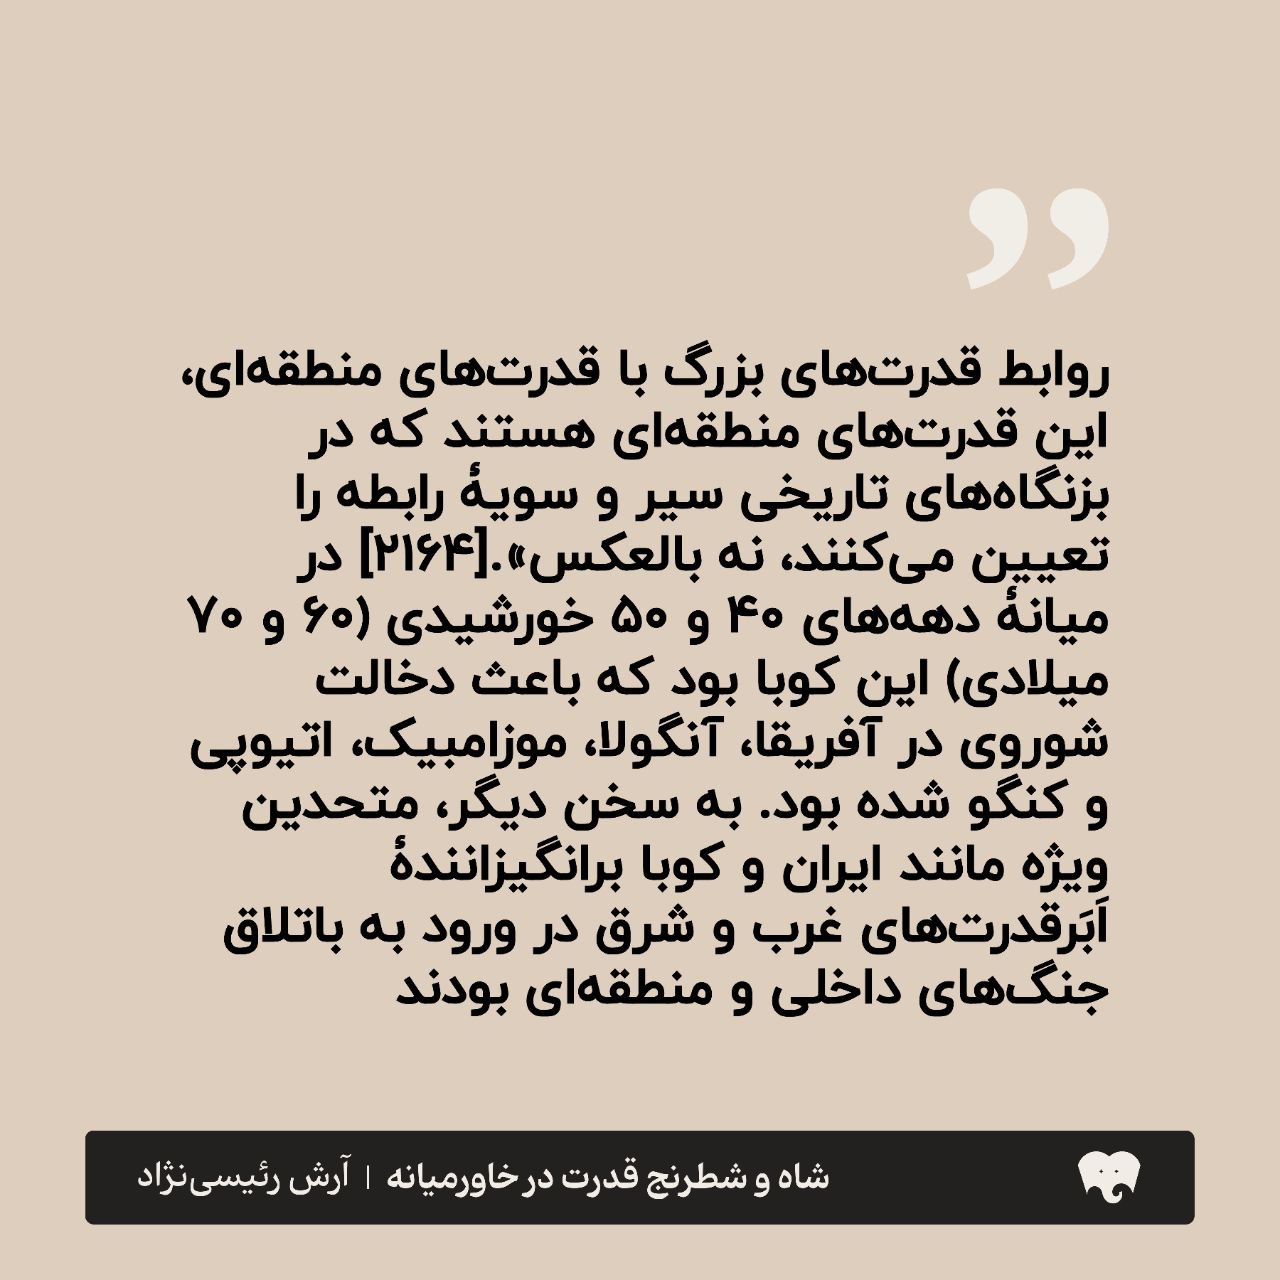 ”
روابط قدرت‌های بزرگ با قدرت‌های منطقه‌ای،
این قدرت‌های منطقه‌ای هستند که در
بزنگاه‌های تاریخی سیر و سویۀ رابطه را
تعیین می‌کنند، نه بالعکس».[۲۱۶۴] در
میانۀ دهه‌های ۴۰ و ۵۰ خورشیدی (۶۰ و ۷۰
میلادی) این کوبا بود که باعث دخالت
شوروی در آفریقا، آنگولا، موزامبیک، اتیوپی
و کنگو شده بود. به سخن دیگر، متحدین
ویژه مانند ایران و کوبا برانگیزانندۀ
اَبَرقدرت‌های غرب و شرق در ورود به باتلاق
جنگ‌های داخلی و منطقه‌ای بودند
شاه و شطرنج قدرت در خاورمیانه | آرش رئیسی‌نژاد